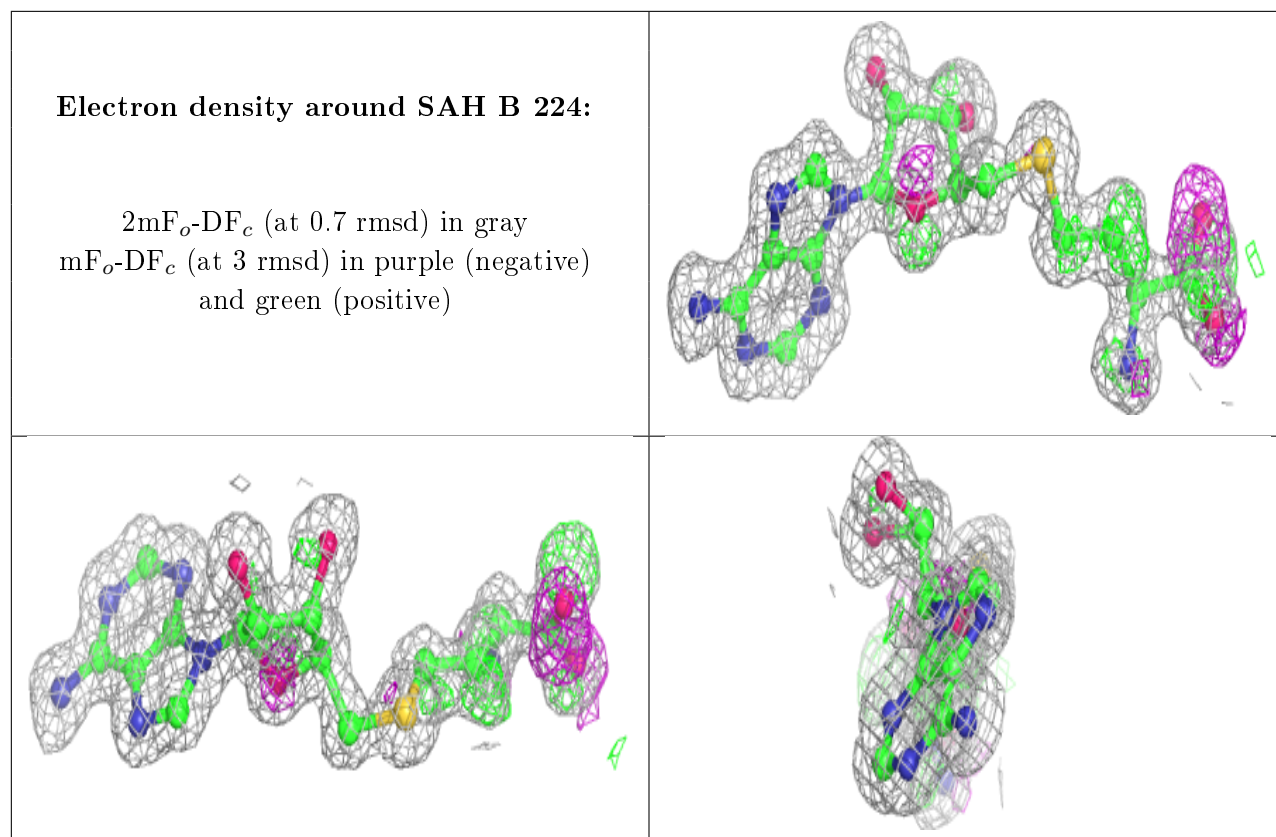 Electron density around SAH B 224:
2mFₒ-DF𝒸 (at 0.7 rmsd) in gray
mFₒ-DF𝒸 (at 3 rmsd) in purple (negative)
and green (positive)